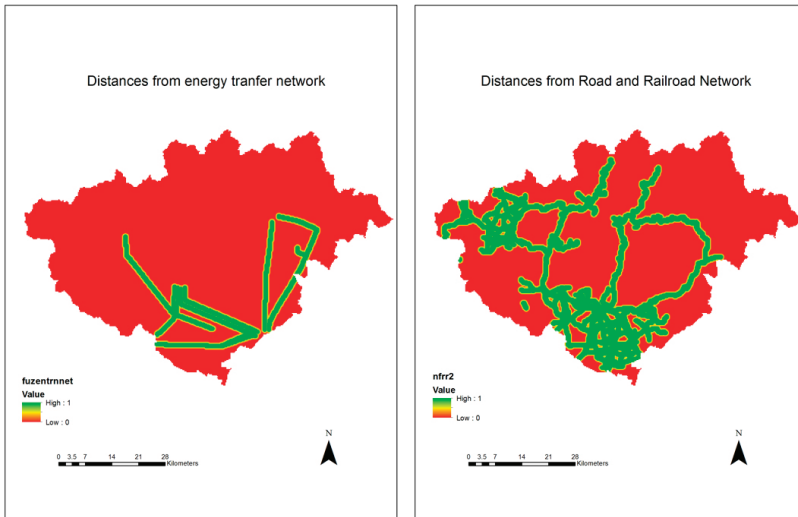 Distances from energy tranfer network
fuzentrnnet
Value
High : 1
Low : 0
N
0 3.5 7 14 21 28
Kilometers
Distances from Road and Railroad Network
nfrr2
Value
High : 1
Low : 0
N
0 3.5 7 14 21 28
Kilometers